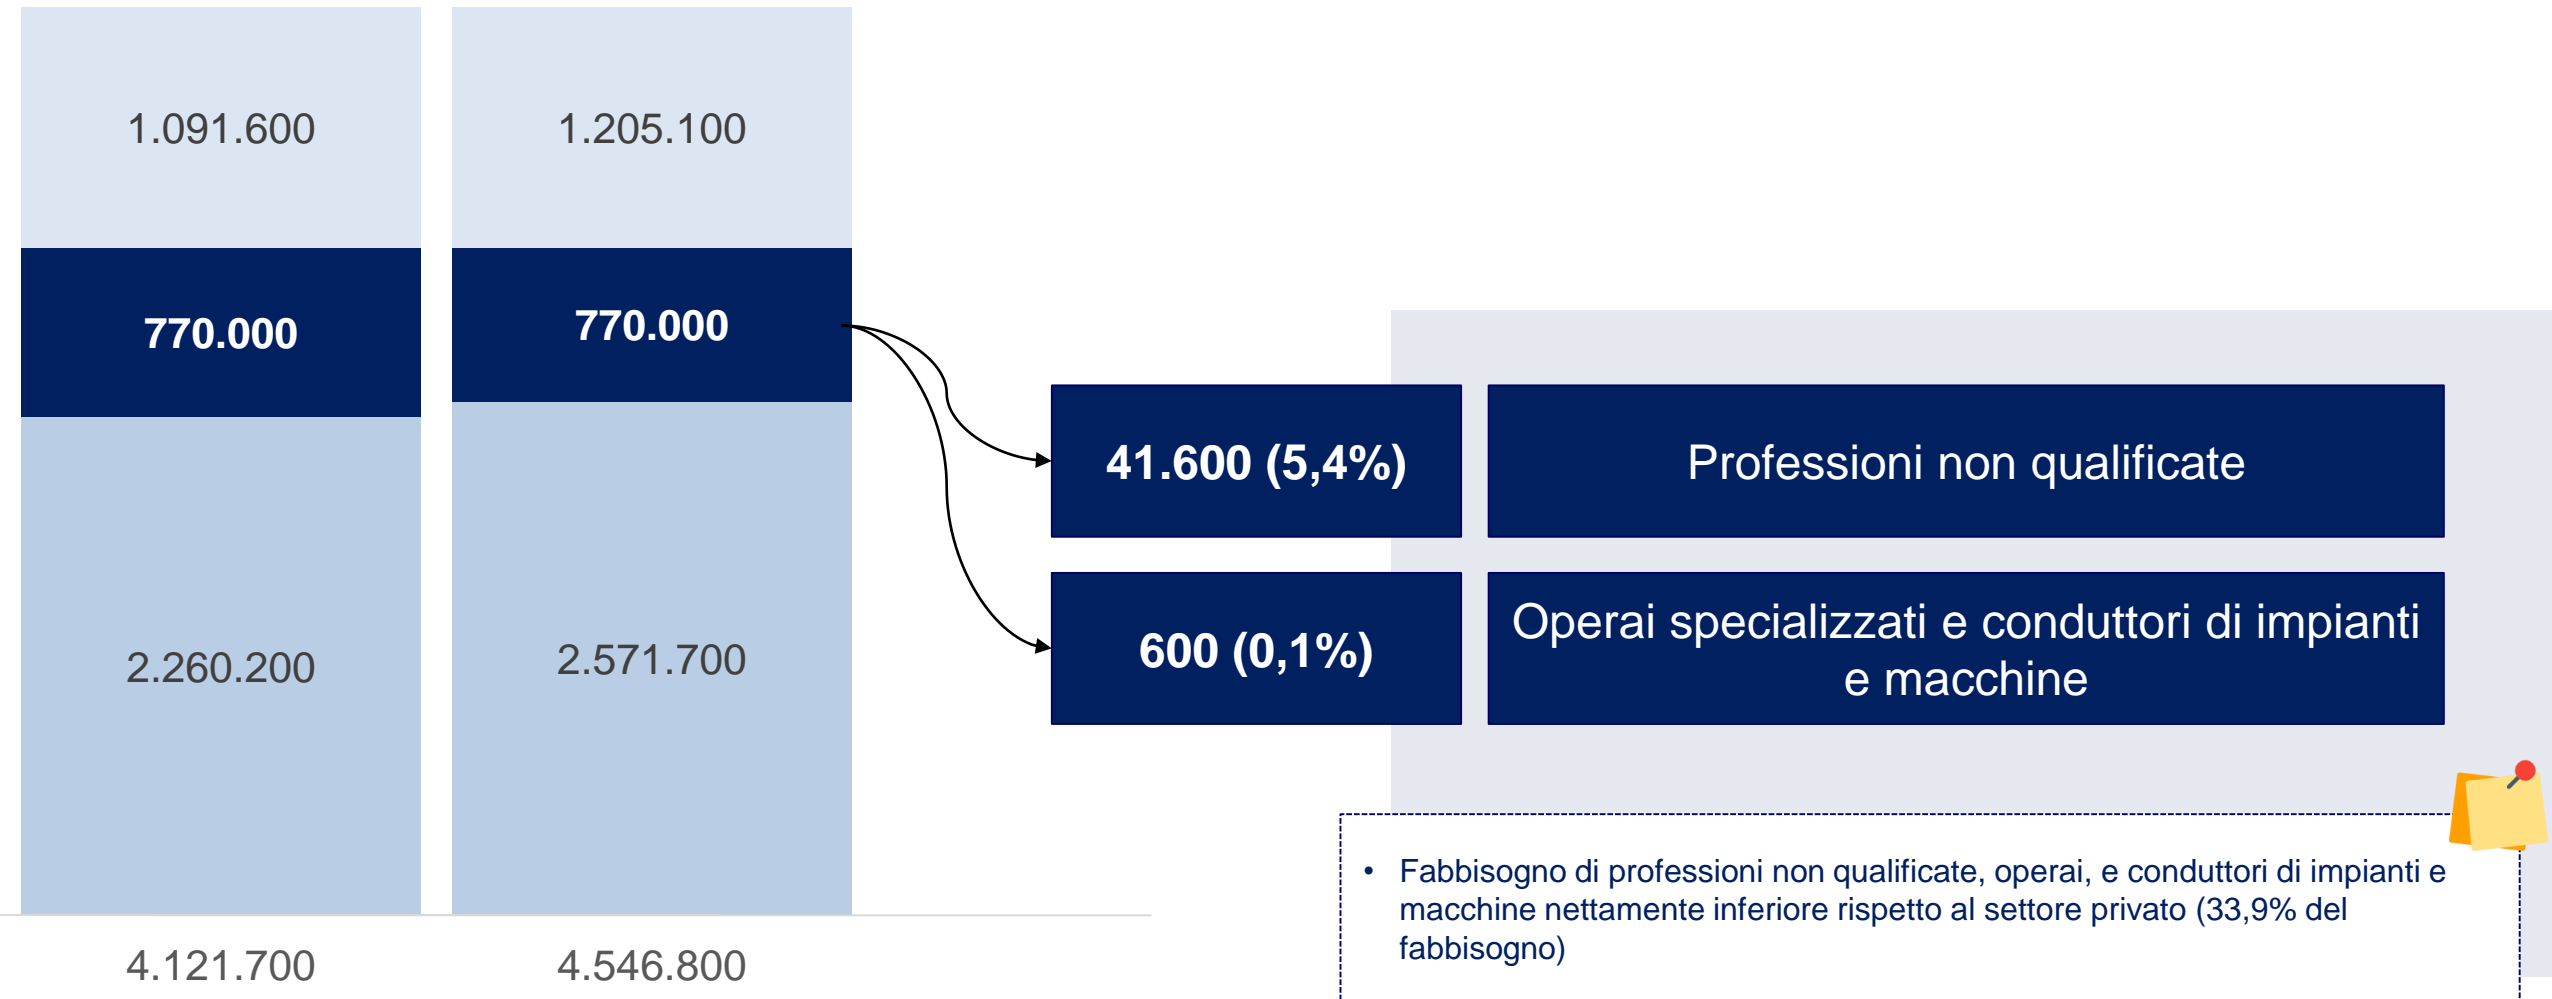 1.091.600
1.205.100
770.000
770.000
2.260.200
2.571.700
4.121.700
4.546.800
41.600 (5,4%)
Professioni non qualificate
600 (0,1%)
Operai specializzati e conduttori di impianti
e macchine
• Fabbisogno di professioni non qualificate, operai, e conduttori di impianti e
macchine nettamente inferiore rispetto al settore privato (33,9% del
fabbisogno)